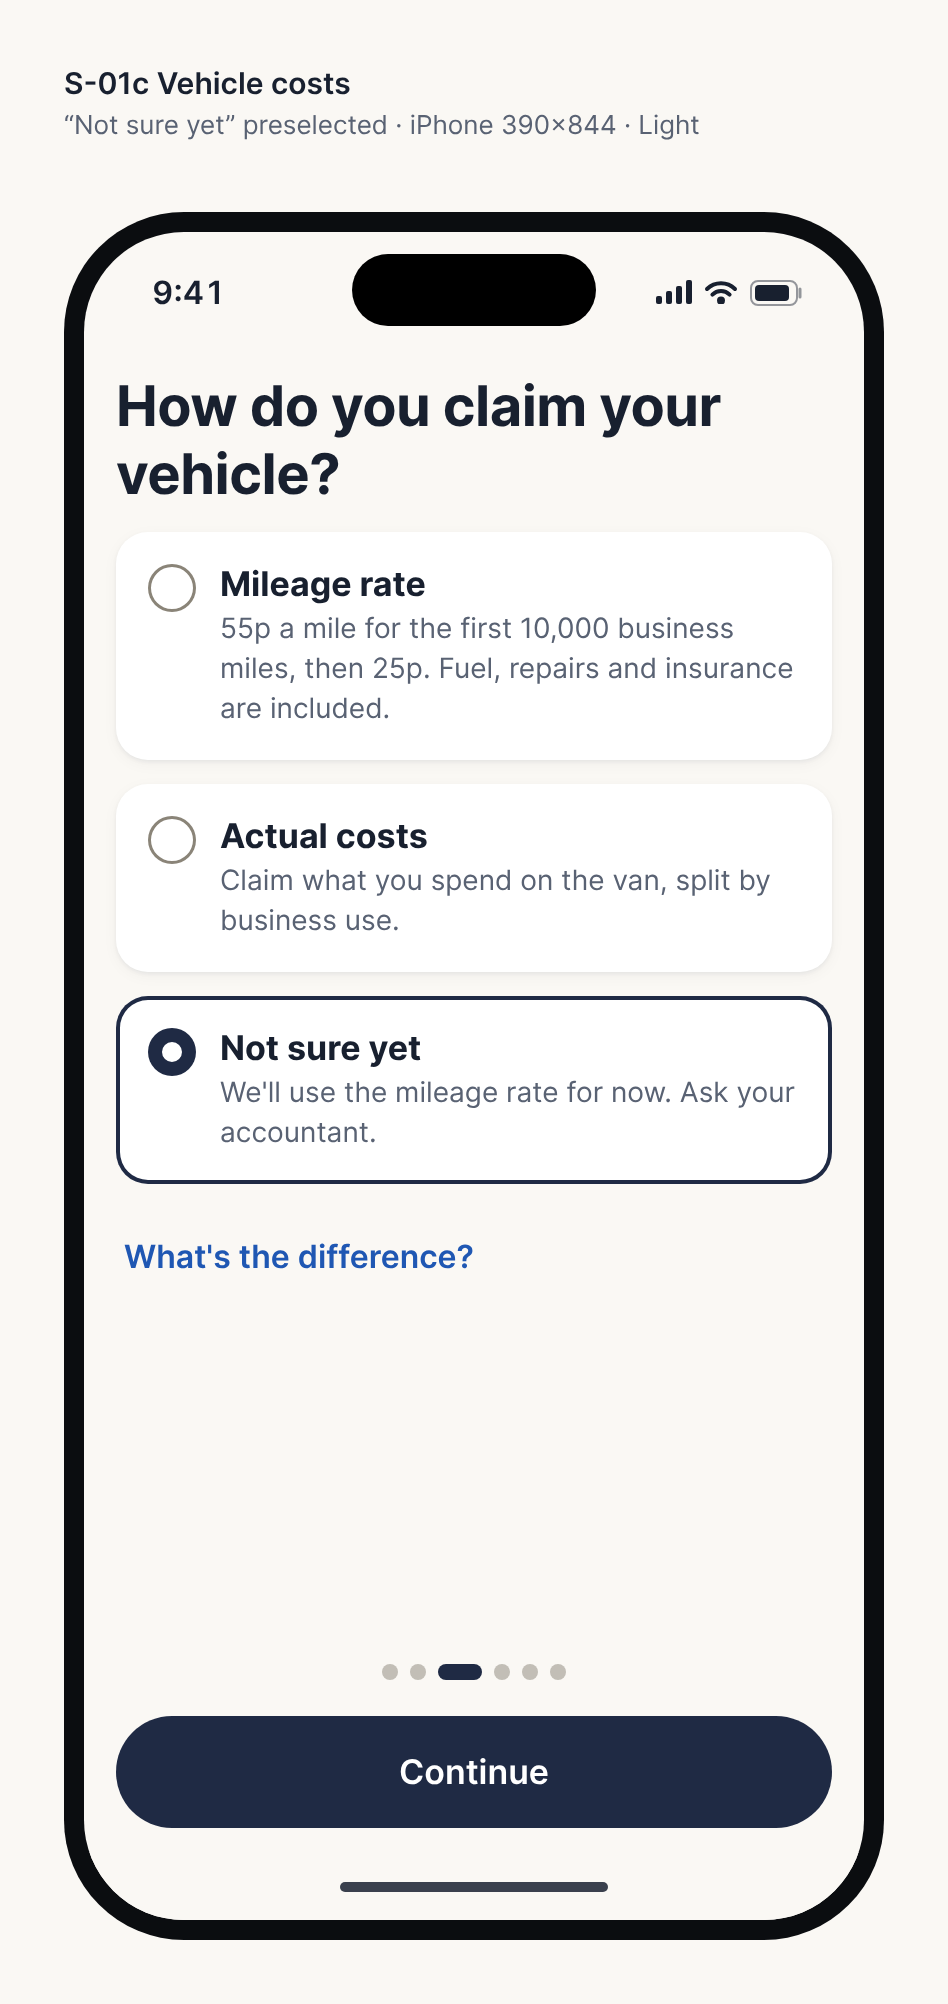 S-01c Vehicle costs
“Not sure yet” preselected · iPhone 390×844 · Light
9:41
How do you claim your
vehicle?
Mileage rate
55p a mile for the first 10,000 business
miles, then 25p. Fuel, repairs and insurance
are included.
Actual costs
Claim what you spend on the van, split by
business use.
Not sure yet
We'll use the mileage rate for now. Ask your
accountant.
What's the difference?
Continue